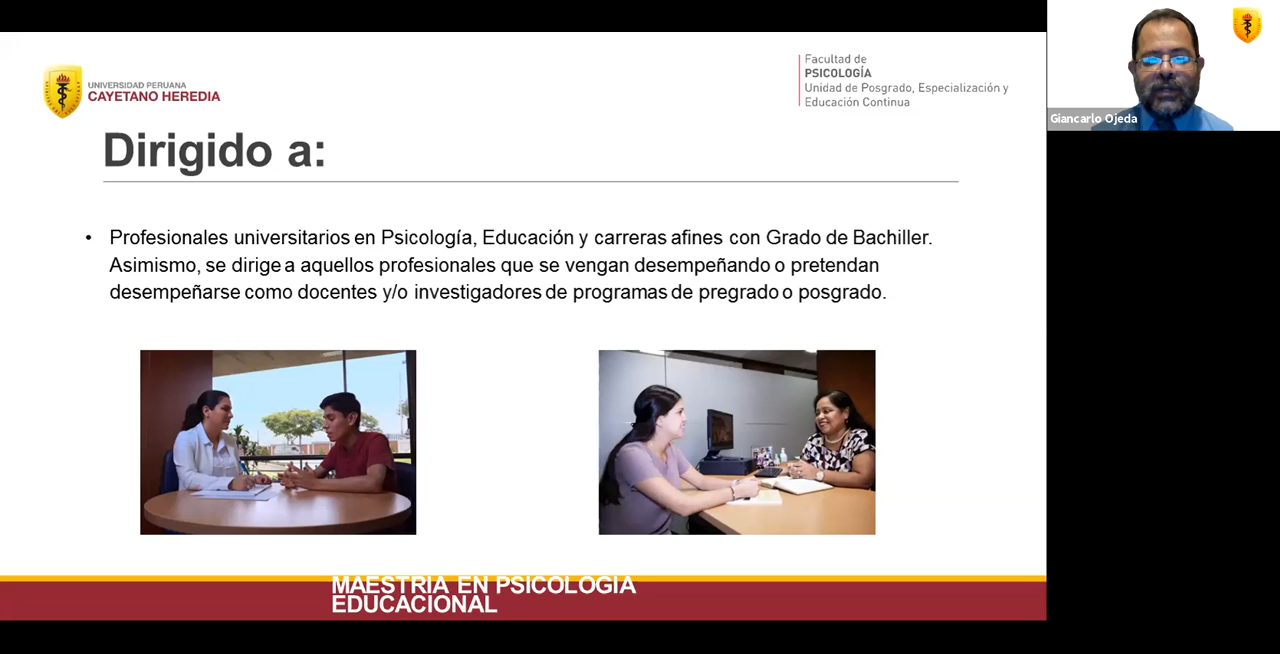 UNIVERSIDAD PERUANA
CAYETANO HEREDIA
Facultad de
PSICOLOGÍA
Unidad de Posgrado, Especialización y
Educación Continua
Giancarlo Ojeda
Dirigido a:
• Profesionales universitarios en Psicología, Educación y carreras afines con Grado de Bachiller.
Asimismo, se dirige a aquellos profesionales que se vengan desempeñando o pretendan
desempeñarse como docentes y/o investigadores de programas de pregrado o posgrado.
MAESTRIA EN PSICOLOGIA
EDUCACIONAL